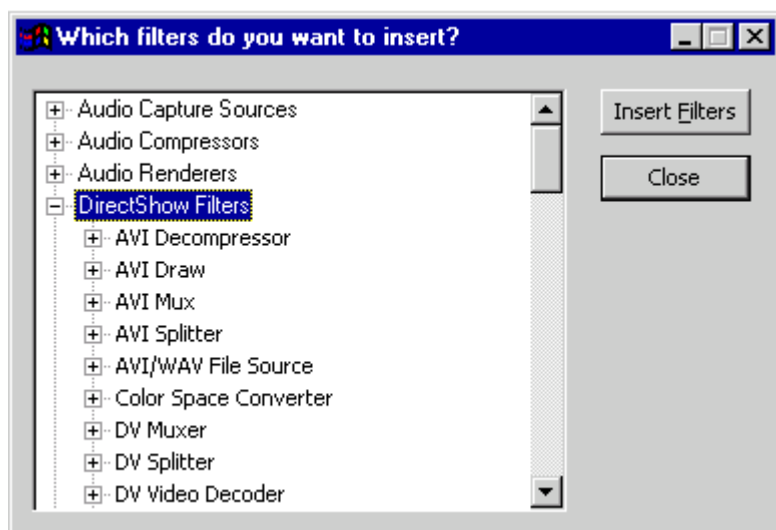 Which filters do you want to insert?
Audio Capture Sources
Audio Compressors
Audio Renderers
DirectShow Filters
AVI Decompressor
AVI Draw
AVI Mux
AVI Splitter
AVI/WAV File Source
Color Space Converter
DV Muxer
DV Splitter
DV Video Decoder
Insert Filters
Close